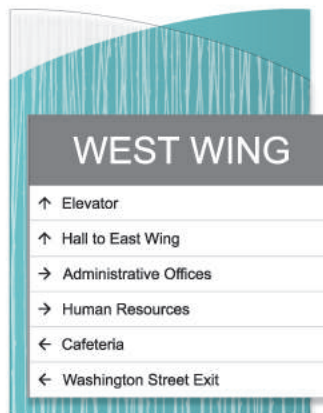 WEST WING
↑ Elevator
↑ Hall to East Wing
→ Administrative Offices
→ Human Resources
← Cafeteria
← Washington Street Exit